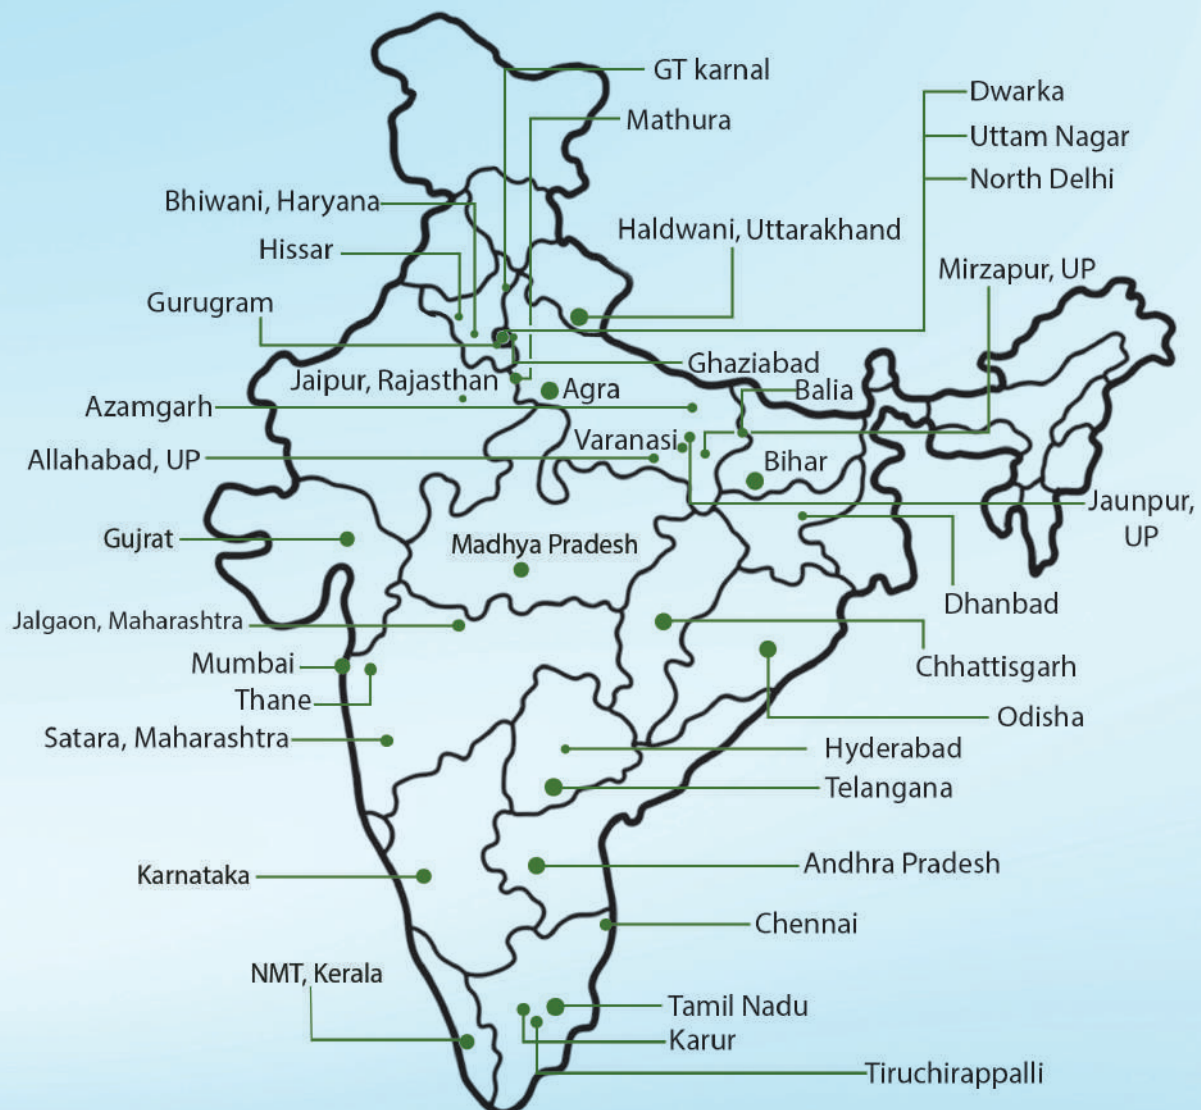 GT karnal
Dwarka
Mathura
Uttam Nagar
North Delhi
Bhiwani, Haryana
Haldwani, Uttarakhand
Hissar
Mirzapur, UP
Gurugram
Ghaziabad
Jaipur, Rajasthan
Agra
Balia
Azamgarh
Varanasi
Allahabad, UP
Bihar
Jaunpur,
UP
Gujrat
Madhya Pradesh
Dhanbad
Jalgaon, Maharashtra
Mumbai
Chhattisgarh
Thane
Odisha
Satara, Maharashtra
Hyderabad
Telangana
Andhra Pradesh
Karnataka
Chennai
NMT, Kerala
Tamil Nadu
Karur
Tiruchirappalli